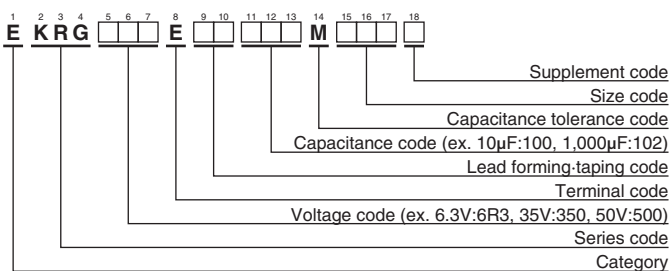 1 2 3 4 5 6 7 8 9 10 11 12 13 14 15 16 17 18
E KRG □□□ E □□ □□□ M □□□ □
Supplement code
Size code
Capacitance tolerance code
Capacitance code (ex. 10µF:100, 1,000µF:102)
Lead forming·taping code
Terminal code
Voltage code (ex. 6.3V:6R3, 35V:350, 50V:500)
Series code
Category